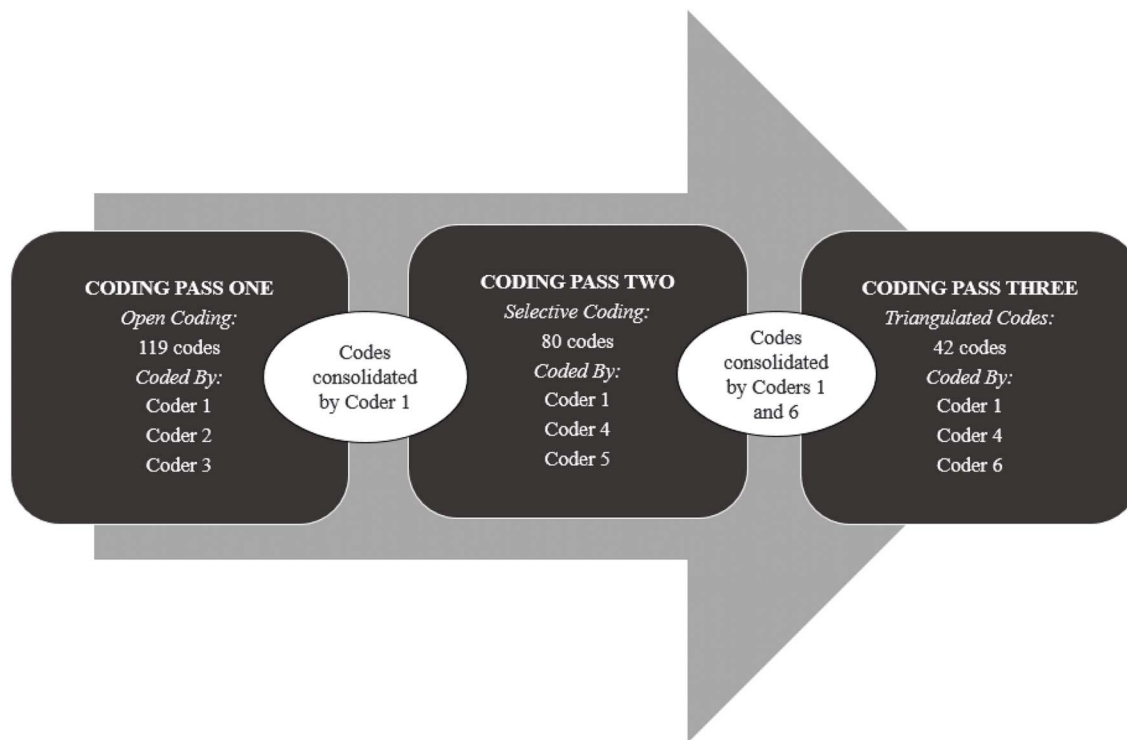 CODING PASS ONE
Open Coding:
119 codes
Coded By:
Coder 1
Coder 2
Coder 3
Codes
consolidated
by Coder 1
CODING PASS TWO
Selective Coding:
80 codes
Coded By:
Coder 1
Coder 4
Coder 5
Codes
consolidated
by Coders 1
and 6
CODING PASS THREE
Triangulated Codes:
42 codes
Coded By:
Coder 1
Coder 4
Coder 6